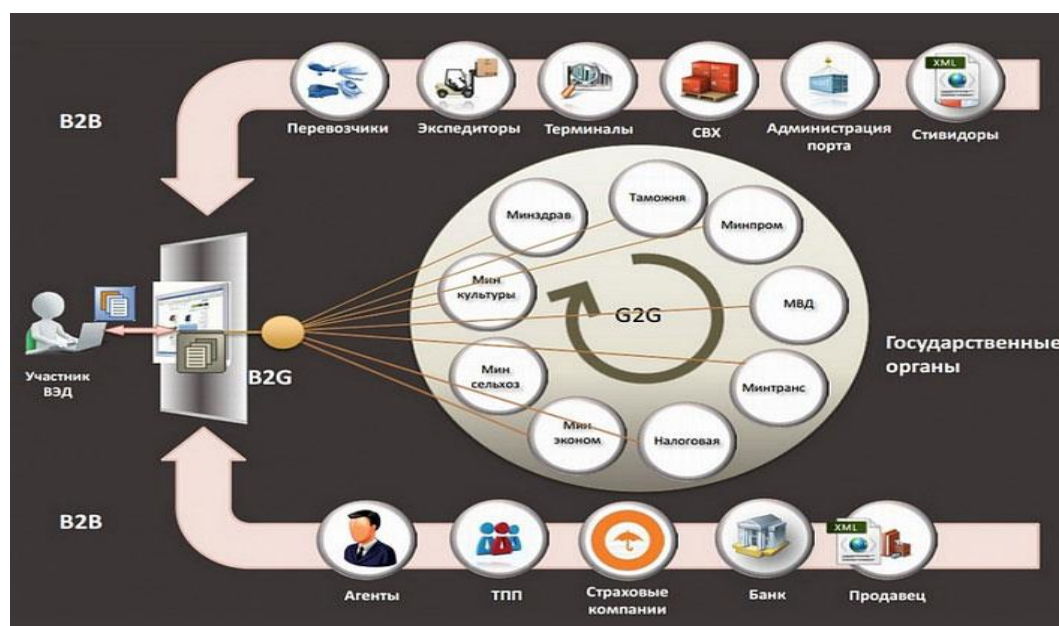 B2B
Перевозчики
Экспедиторы
Терминалы
СВХ
Администрация
порта
XML
Стивидоры
Минздрав
Таможня
Минпром
Мин
культуры
G2G
МВД
Государственные
органы
Участник
ВЭД
B2G
Мин
сельхоз
Минтранс
Мин
эконом
Налоговая
B2B
Агенты
ТПП
Страховые
компании
Банк
XML
Продавец